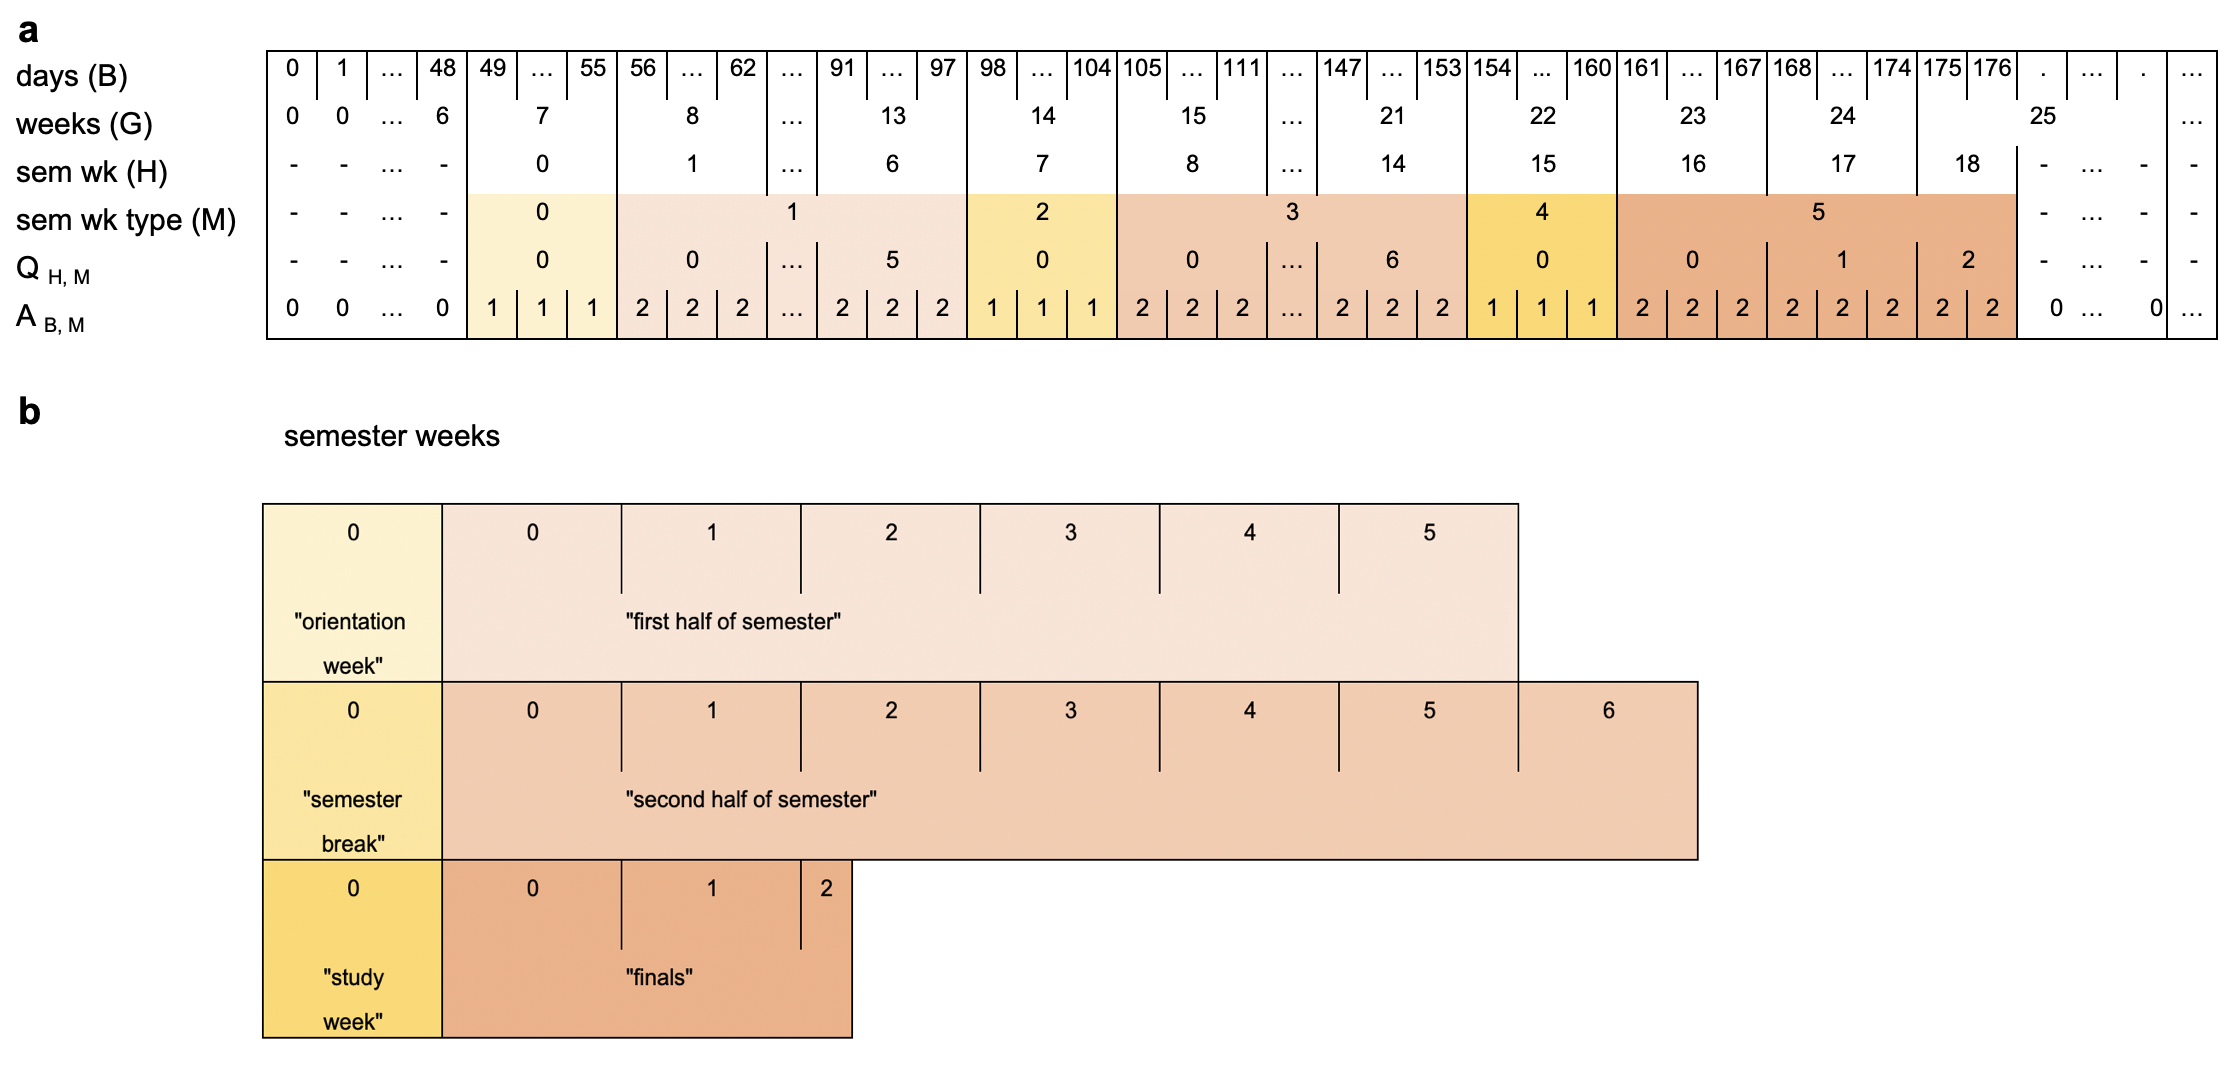 a
days (B) 0 1 ... 48 49 ... 55 56 ... 62 ... 91 ... 97 98 ... 104 105 ... 111 ... 147 ... 153 154 ... 160 161 ... 167 168 ... 174 175 176 . ... . ...
weeks (G) 0 0 ... 6 7 8 ... 13 14 15 ... 21 22 23 24 25 ...
sem wk (H) - - ... - 0 1 ... 6 7 8 ... 14 15 16 17 18 - ... - -
sem wk type (M) - - ... - 0 1 2 3 4 5 - ... - -
Q H, M - - ... - 0 0 ... 5 0 0 ... 6 0 0 1 2 - ... - -
A B, M 0 0 ... 0 1 1 1 2 2 2 ... 2 2 2 1 1 1 2 2 2 ... 2 2 2 1 1 1 2 2 2 2 2 2 2 2 0 ... 0 ...
b
semester weeks
0 0 1 2 3 4 5
"orientation "first half of semester"
week"
0 0 1 2 3 4 5 6
"semester "second half of semester"
break"
0 0 1 2
"study "finals"
week"